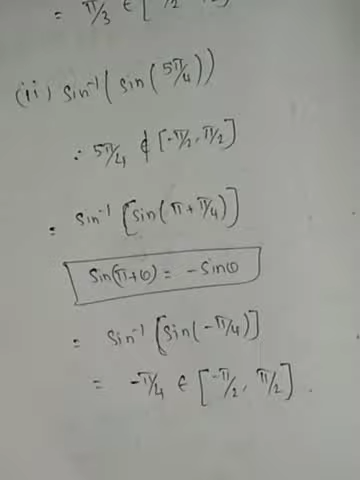 = π/3 ∈ [ /2
(ii) sin⁻¹(sin(5π/4))
∴ 5π/4 ∉ [-π/2, π/2]
= sin⁻¹[sin(π+π/4)]
sin(π+θ) = -sinθ
= sin⁻¹[sin(-π/4)]
= -π/4 ∈ [-π/2, π/2].